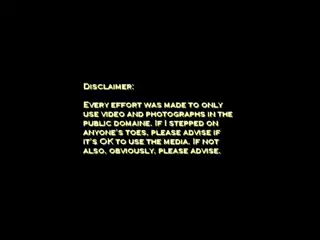 Disclaimer:
Every effort was made to only
use video and photographs in the
public domaine. If I stepped on
anyone's toes, please advise if
it's OK to use the media. If not
also, obviously, please advise.